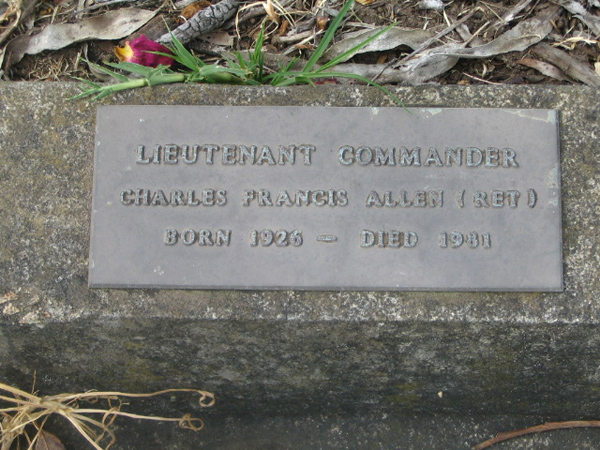 LIEUTENANT COMMANDER
CHARLES FRANCIS ALLEN (RET)
BORN 1926 - DIED 1981